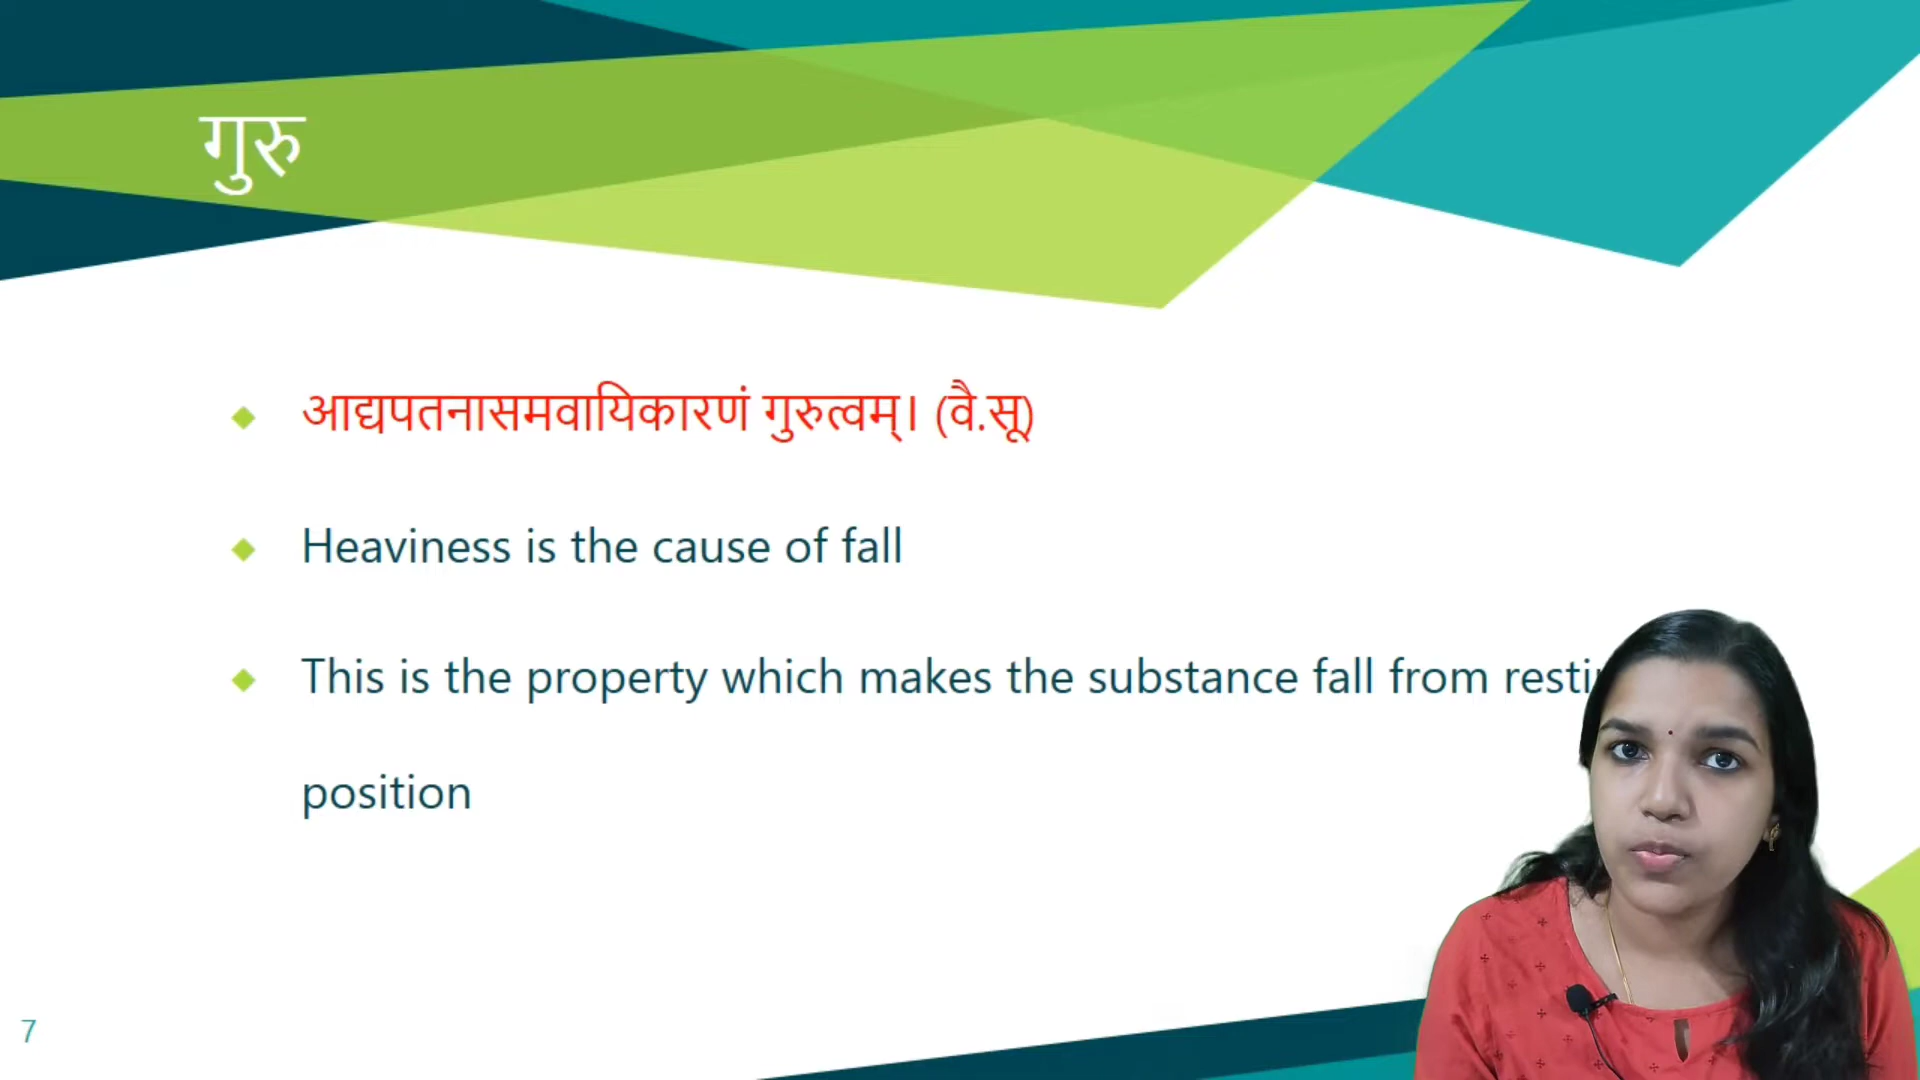 गुरु
आद्यपतनासमवायिकारणं गुरुत्वम्। (वै.सू)
Heaviness is the cause of fall
This is the property which makes the substance fall from
position
7